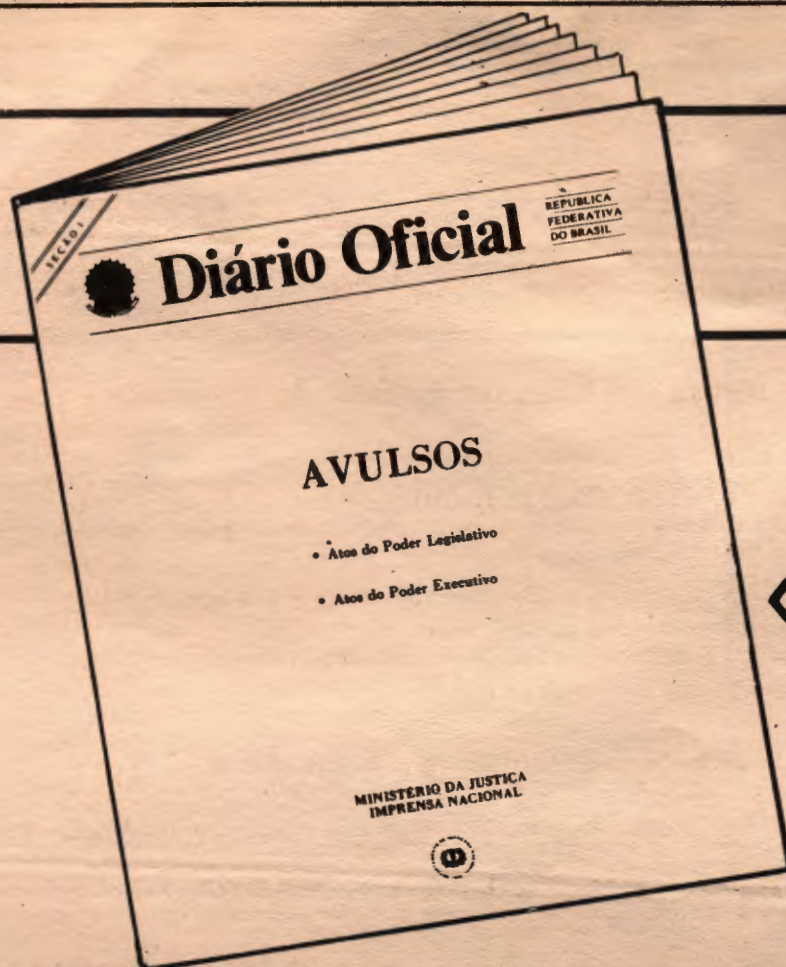 SEÇÃO I
Diário Oficial
REPÚBLICA
FEDERATIVA
DO BRASIL
AVULSOS
• Atos do Poder Legislativo
• Atos do Poder Executivo
MINISTÉRIO DA JUSTIÇA
IMPRENSA NACIONAL